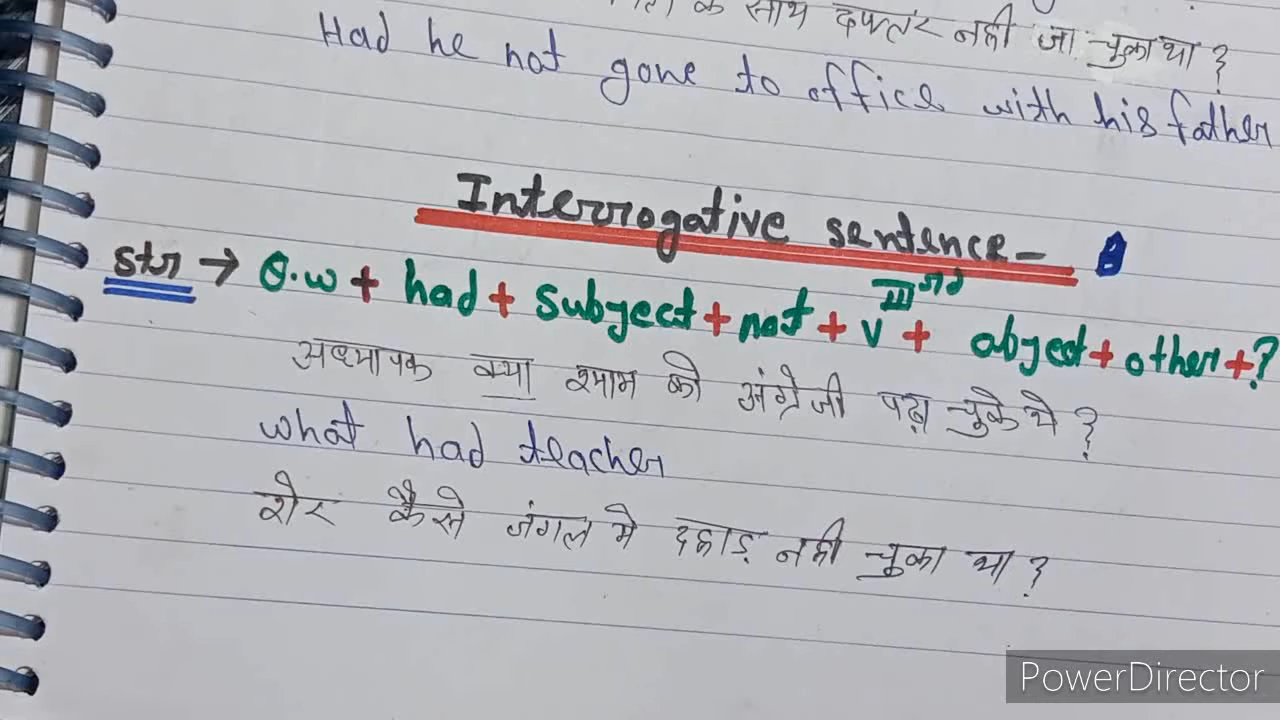 के साथ दफ्तर नही जा चुका था ?
Had he not gone to office with his father
Interrogative sentence -
Str → Q.w + had + subject + not + V IIIrd + object + other + ?
अध्यापक क्या श्याम को अंग्रेजी पढ़ा चुके थे ?
what had teacher
शेर कैसे जंगल मे दहाड़ नही चुका था ?
PowerDirector